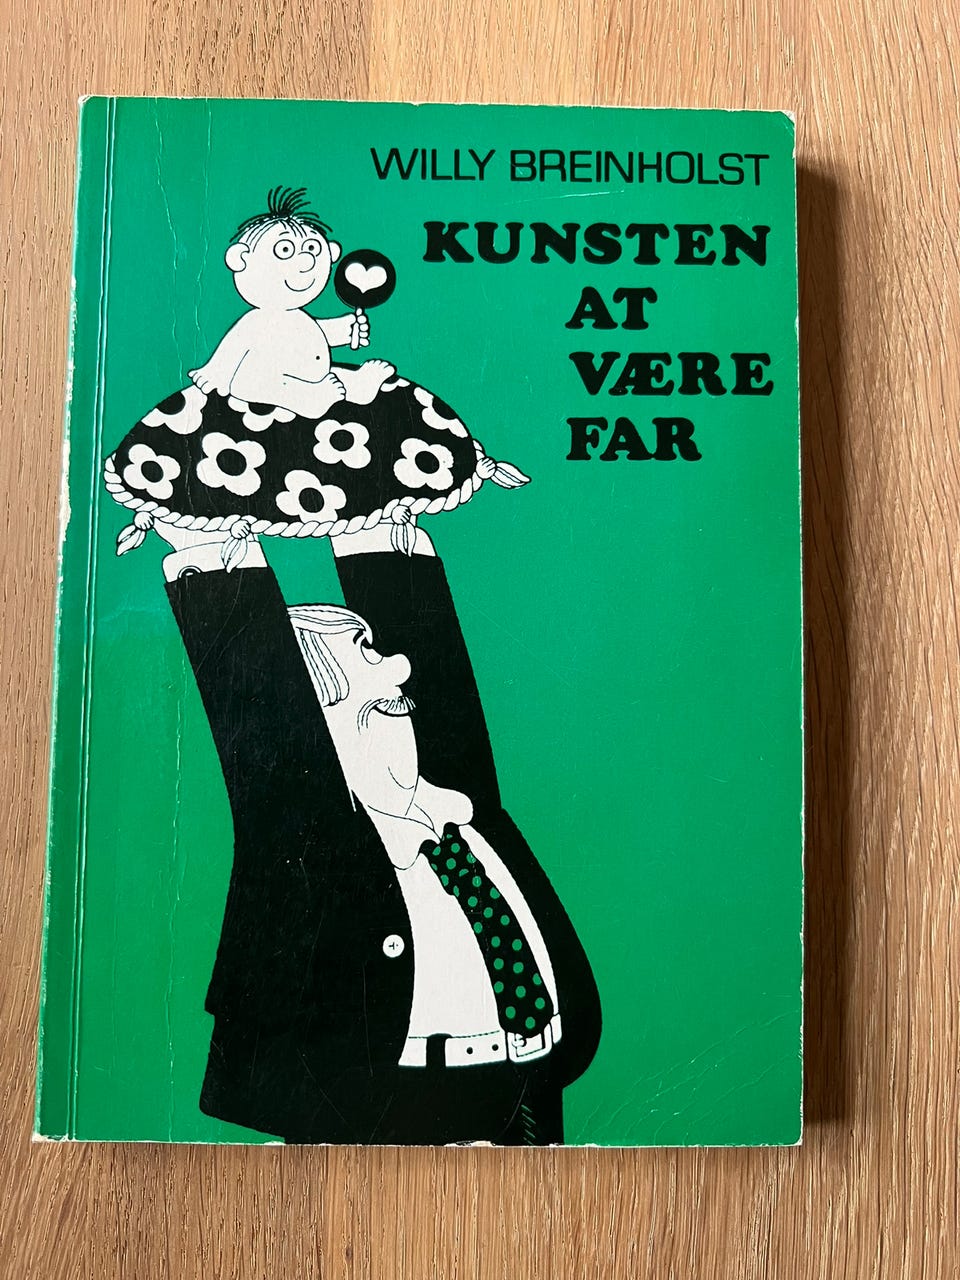 WILLY BREINHOLST
KUNSTEN
AT
VÆRE
FAR